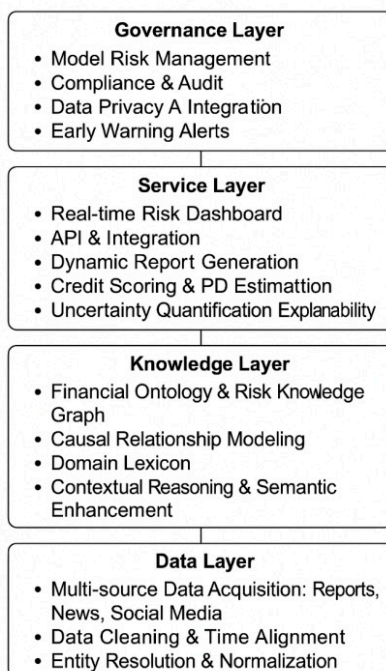 Governance Layer
• Model Risk Management
• Compliance & Audit
• Data Privacy A Integration
• Early Warning Alerts
Service Layer
• Real-time Risk Dashboard
• API & Integration
• Dynamic Report Generation
• Credit Scoring & PD Estimattion
• Uncertainty Quantification Explanability
Knowledge Layer
• Financial Ontology & Risk Knowledge
Graph
• Causal Relationship Modeling
• Domain Lexicon
• Contextual Reasoning & Semantic
Enhancement
Data Layer
• Multi-source Data Acquisition: Reports,
News, Social Media
• Data Cleaning & Time Alignment
• Entity Resolution & Normalization